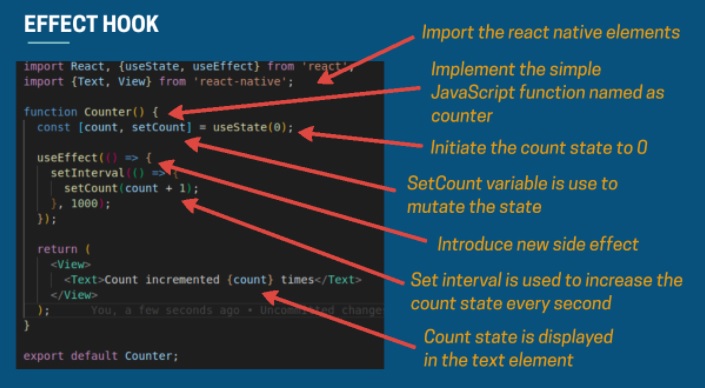 EFFECT HOOK
import React, {useState, useEffect} from 'react';
import {Text, View} from 'react-native';
function Counter() {
const [count, setCount] = useState(0);
useEffect(() => {
setInterval(() => {
setCount(count + 1);
}, 1000);
});
return (
<View>
<Text>Count incremented {count} times</Text>
</View>
);
You, a few seconds ago • Uncommitted change
}
export default Counter;
Import the react native elements
Implement the simple
JavaScript function named as
counter
Initiate the count state to 0
SetCount variable is use to
mutate the state
Introduce new side effect
Set interval is used to increase the
count state every second
Count state is displayed
in the text element